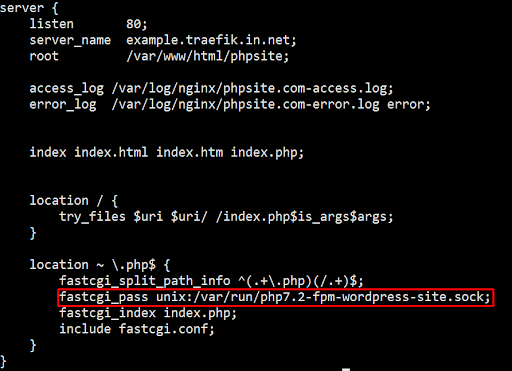 server {
listen 80;
server_name example.traefik.in.net;
root /var/www/html/phpsite;
access_log /var/log/nginx/phpsite.com-access.log;
error_log /var/log/nginx/phpsite.com-error.log error;
index index.html index.htm index.php;
location / {
try_files $uri $uri/ /index.php$is_args$args;
}
location ~ \.php$ {
fastcgi_split_path_info ^(.+\.php)(/.+)$;
fastcgi_pass unix:/var/run/php7.2-fpm-wordpress-site.sock;
fastcgi_index index.php;
include fastcgi.conf;
}
}